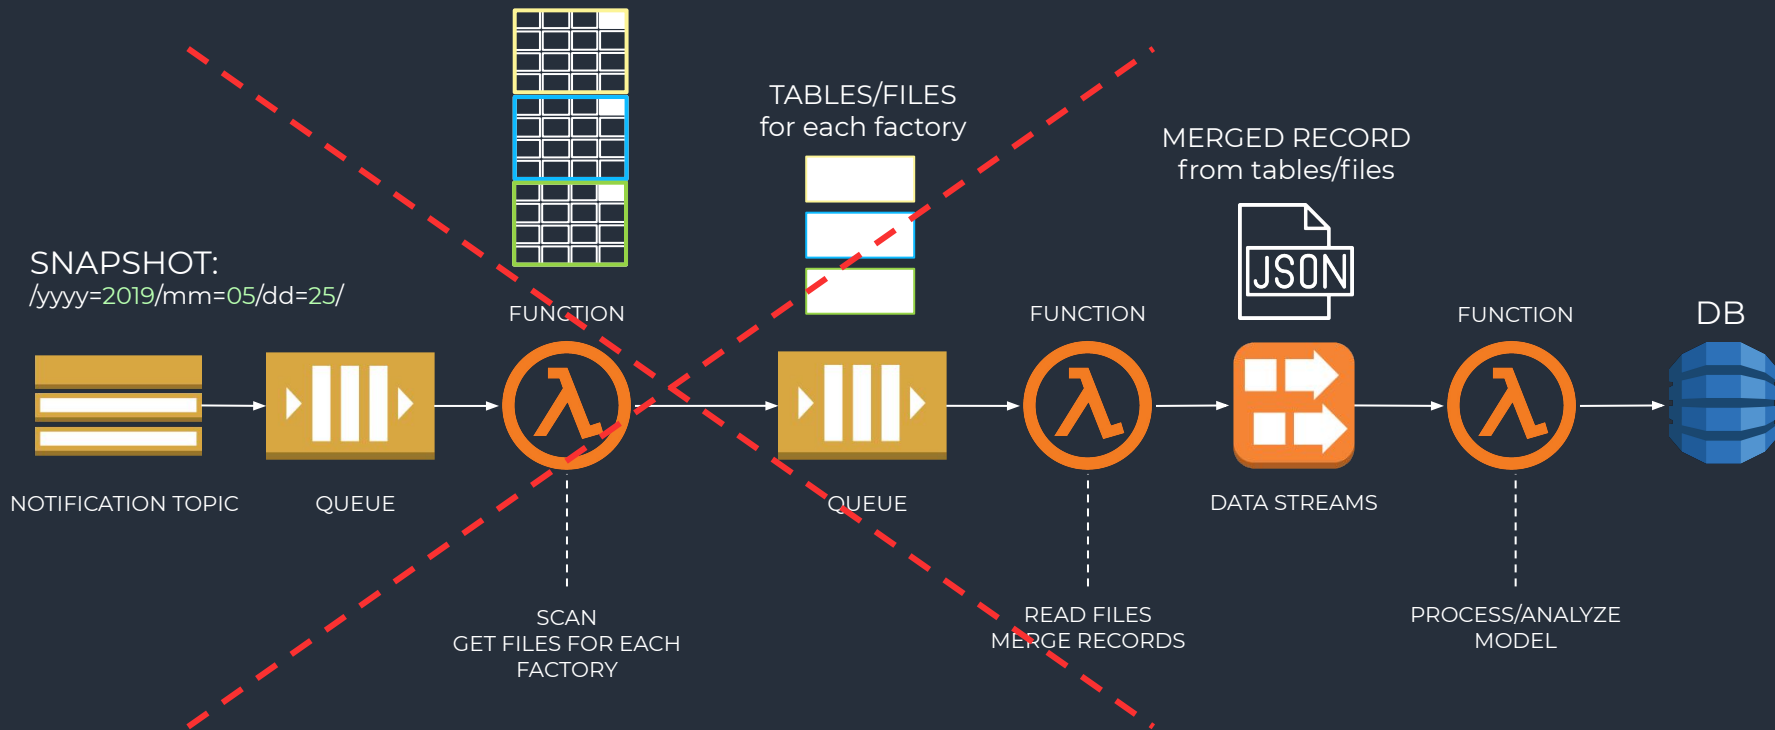 TABLES/FILES
for each factory
MERGED RECORD
from tables/files
SNAPSHOT:
/yyyy=2019/mm=05/dd=25/
JSON
FUNCTION
FUNCTION
FUNCTION
DB
NOTIFICATION TOPIC
QUEUE
QUEUE
DATA STREAMS
SCAN
GET FILES FOR EACH
FACTORY
READ FILES
MERGE RECORDS
PROCESS/ANALYZE
MODEL